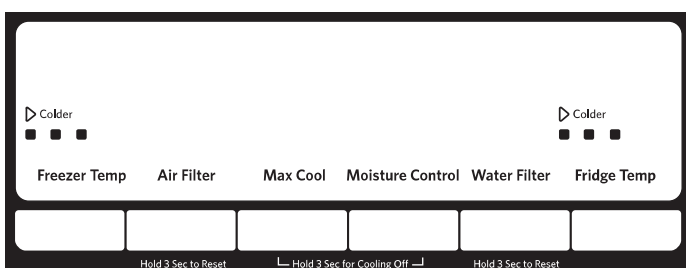 Colder Colder
Freezer Temp Air Filter Max Cool Moisture Control Water Filter Fridge Temp
Hold 3 Sec to Reset Hold 3 Sec for Cooling Off Hold 3 Sec to Reset